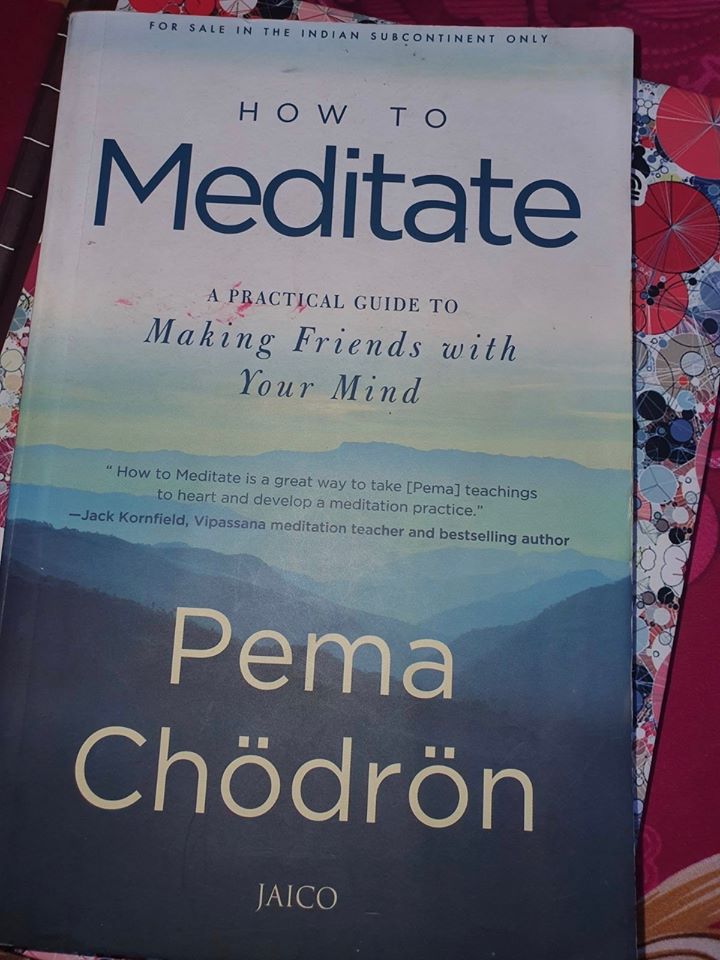 FOR SALE IN THE INDIAN SUBCONTINENT ONLY
HOW TO
Meditate
A PRACTICAL GUIDE TO
Making Friends with
Your Mind
“ How to Meditate is a great way to take [Pema] teachings
to heart and develop a meditation practice.”
—Jack Kornfield, Vipassana meditation teacher and bestselling author
Pema
Chödrön
JAICO